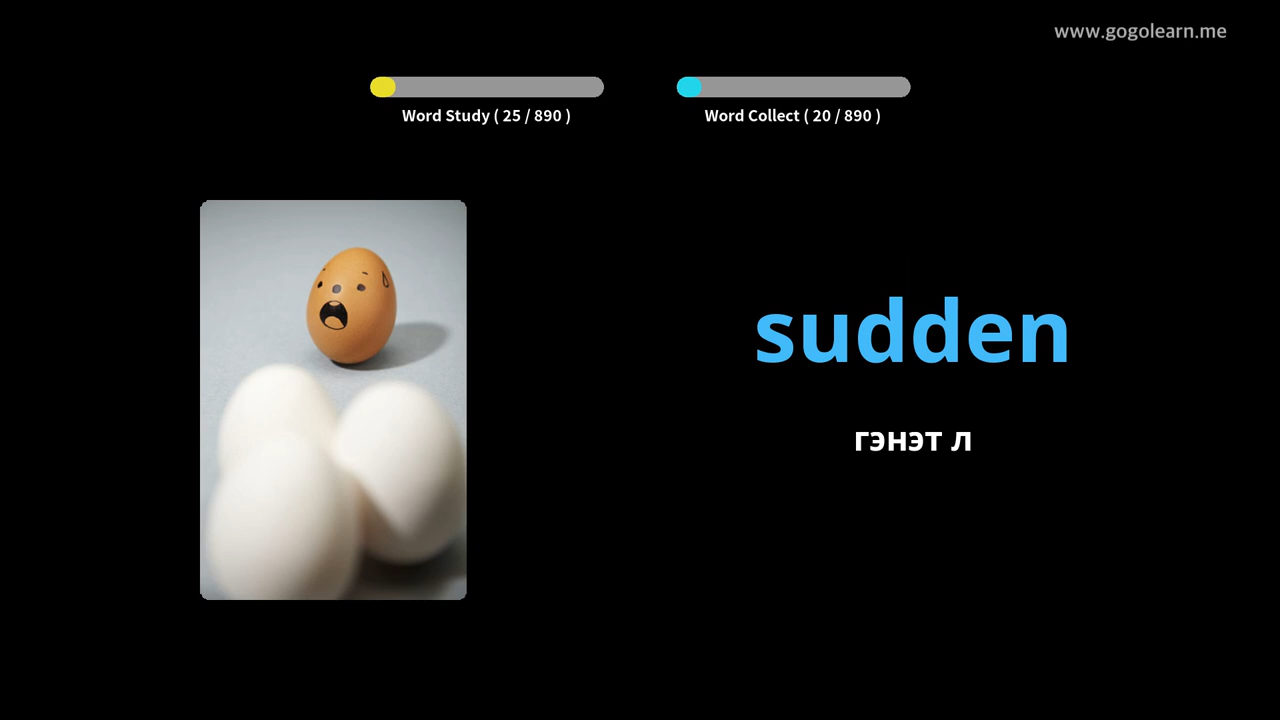 www.gogolearn.me
Word Study ( 25 / 890 )
Word Collect ( 20 / 890 )
sudden
гэнэт л